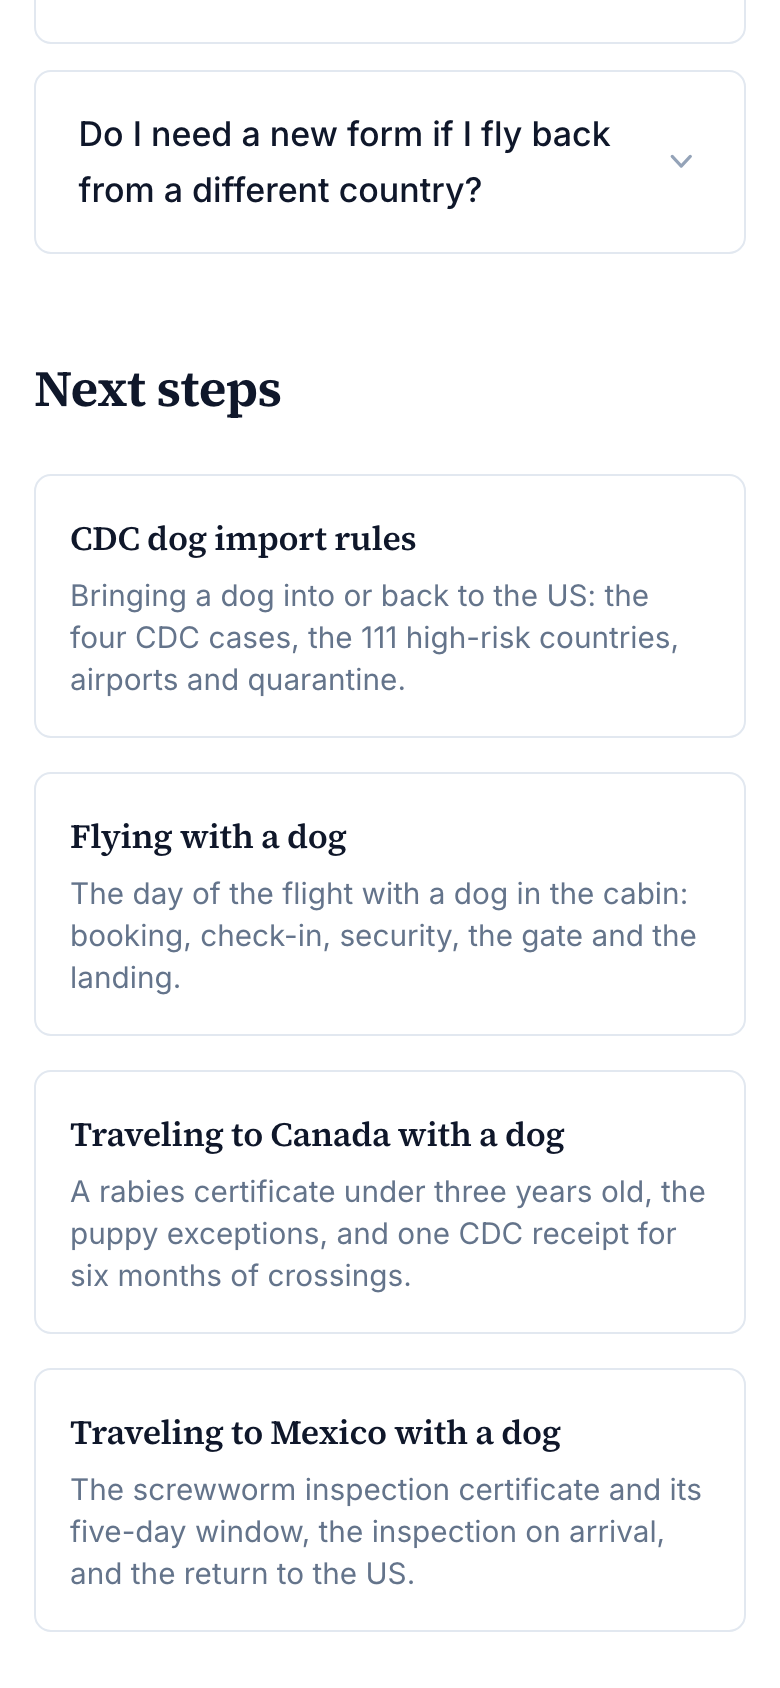 Do I need a new form if I fly back
from a different country?
Next steps
CDC dog import rules
Bringing a dog into or back to the US: the
four CDC cases, the 111 high-risk countries,
airports and quarantine.
Flying with a dog
The day of the flight with a dog in the cabin:
booking, check-in, security, the gate and the
landing.
Traveling to Canada with a dog
A rabies certificate under three years old, the
puppy exceptions, and one CDC receipt for
six months of crossings.
Traveling to Mexico with a dog
The screwworm inspection certificate and its
five-day window, the inspection on arrival,
and the return to the US.